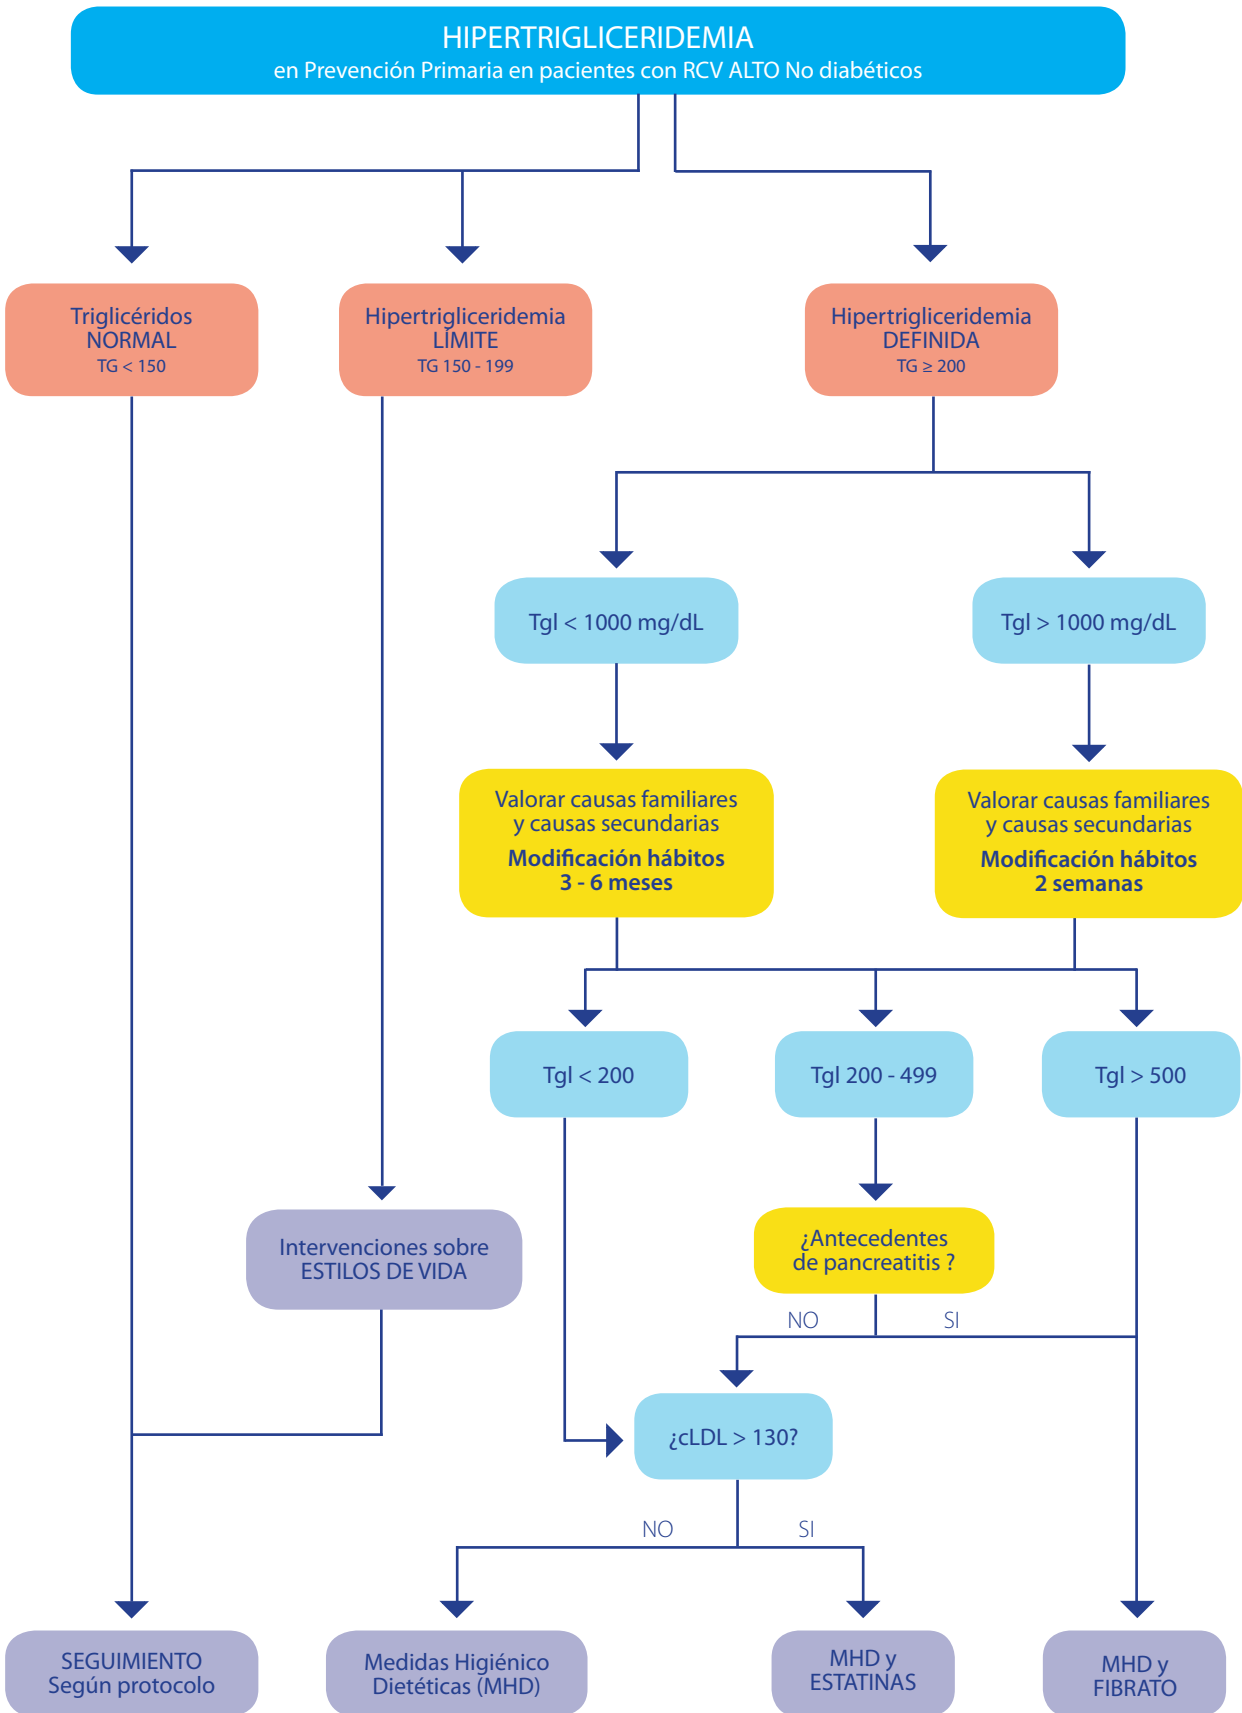 HIPERTRIGLICERIDEMIA
en Prevención Primaria en pacientes con RCV ALTO No diabéticos
Triglicéridos
NORMAL
TG < 150
Hipertrigliceridemia
LÍMITE
TG 150 - 199
Hipertrigliceridemia
DEFINIDA
TG ≥ 200
Tgl < 1000 mg/dL
Tgl > 1000 mg/dL
Valorar causas familiares
y causas secundarias
Modificación hábitos
3 - 6 meses
Valorar causas familiares
y causas secundarias
Modificación hábitos
2 semanas
Tgl < 200
Tgl 200 - 499
Tgl > 500
Intervenciones sobre
ESTILOS DE VIDA
¿Antecedentes
de pancreatitis ?
NO
SI
¿cLDL > 130?
NO
SI
SEGUIMIENTO
Según protocolo
Medidas Higiénico
Dietéticas (MHD)
MHD y
ESTATINAS
MHD y
FIBRATO